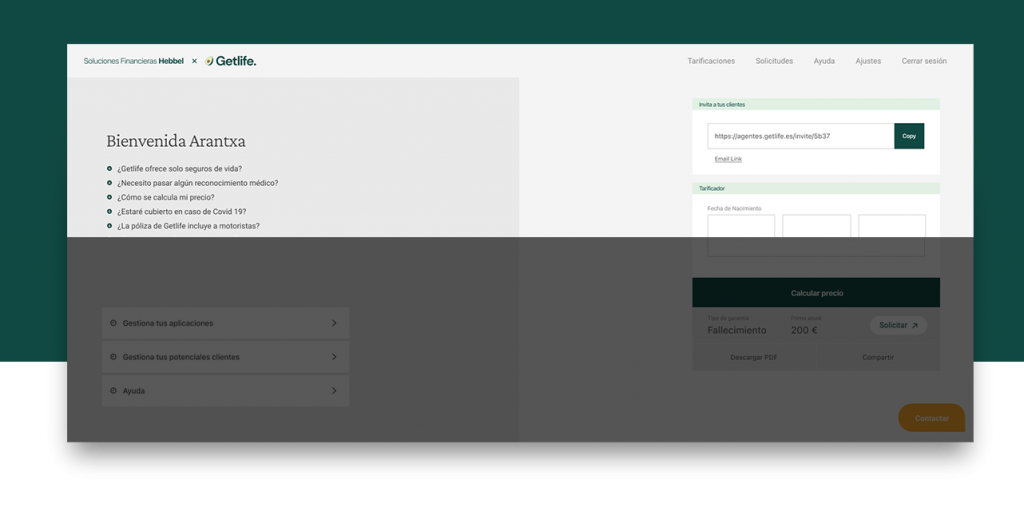 Soluciones Financieras Hebbel × Getlife.
Tarificaciones Solicitudes Ayuda Ajustes Cerrar sesión
Bienvenida Arantxa
¿Getlife ofrece solo seguros de vida?
¿Necesito pasar algún reconocimiento médico?
¿Cómo se calcula mi precio?
¿Estaré cubierto en caso de Covid 19?
¿La póliza de Getlife incluye a motoristas?
Gestiona tus aplicaciones
Gestiona tus potenciales clientes
Ayuda
Invita a tus clientes
https://agentes.getlife.es/invite/5b37
Copy
Email Link
Tarificador
Fecha de Nacimiento
Calcular precio
Tipo de garantía Prima anual
Fallecimiento 200 € Solicitar
Descargar PDF Compartir
Contactar